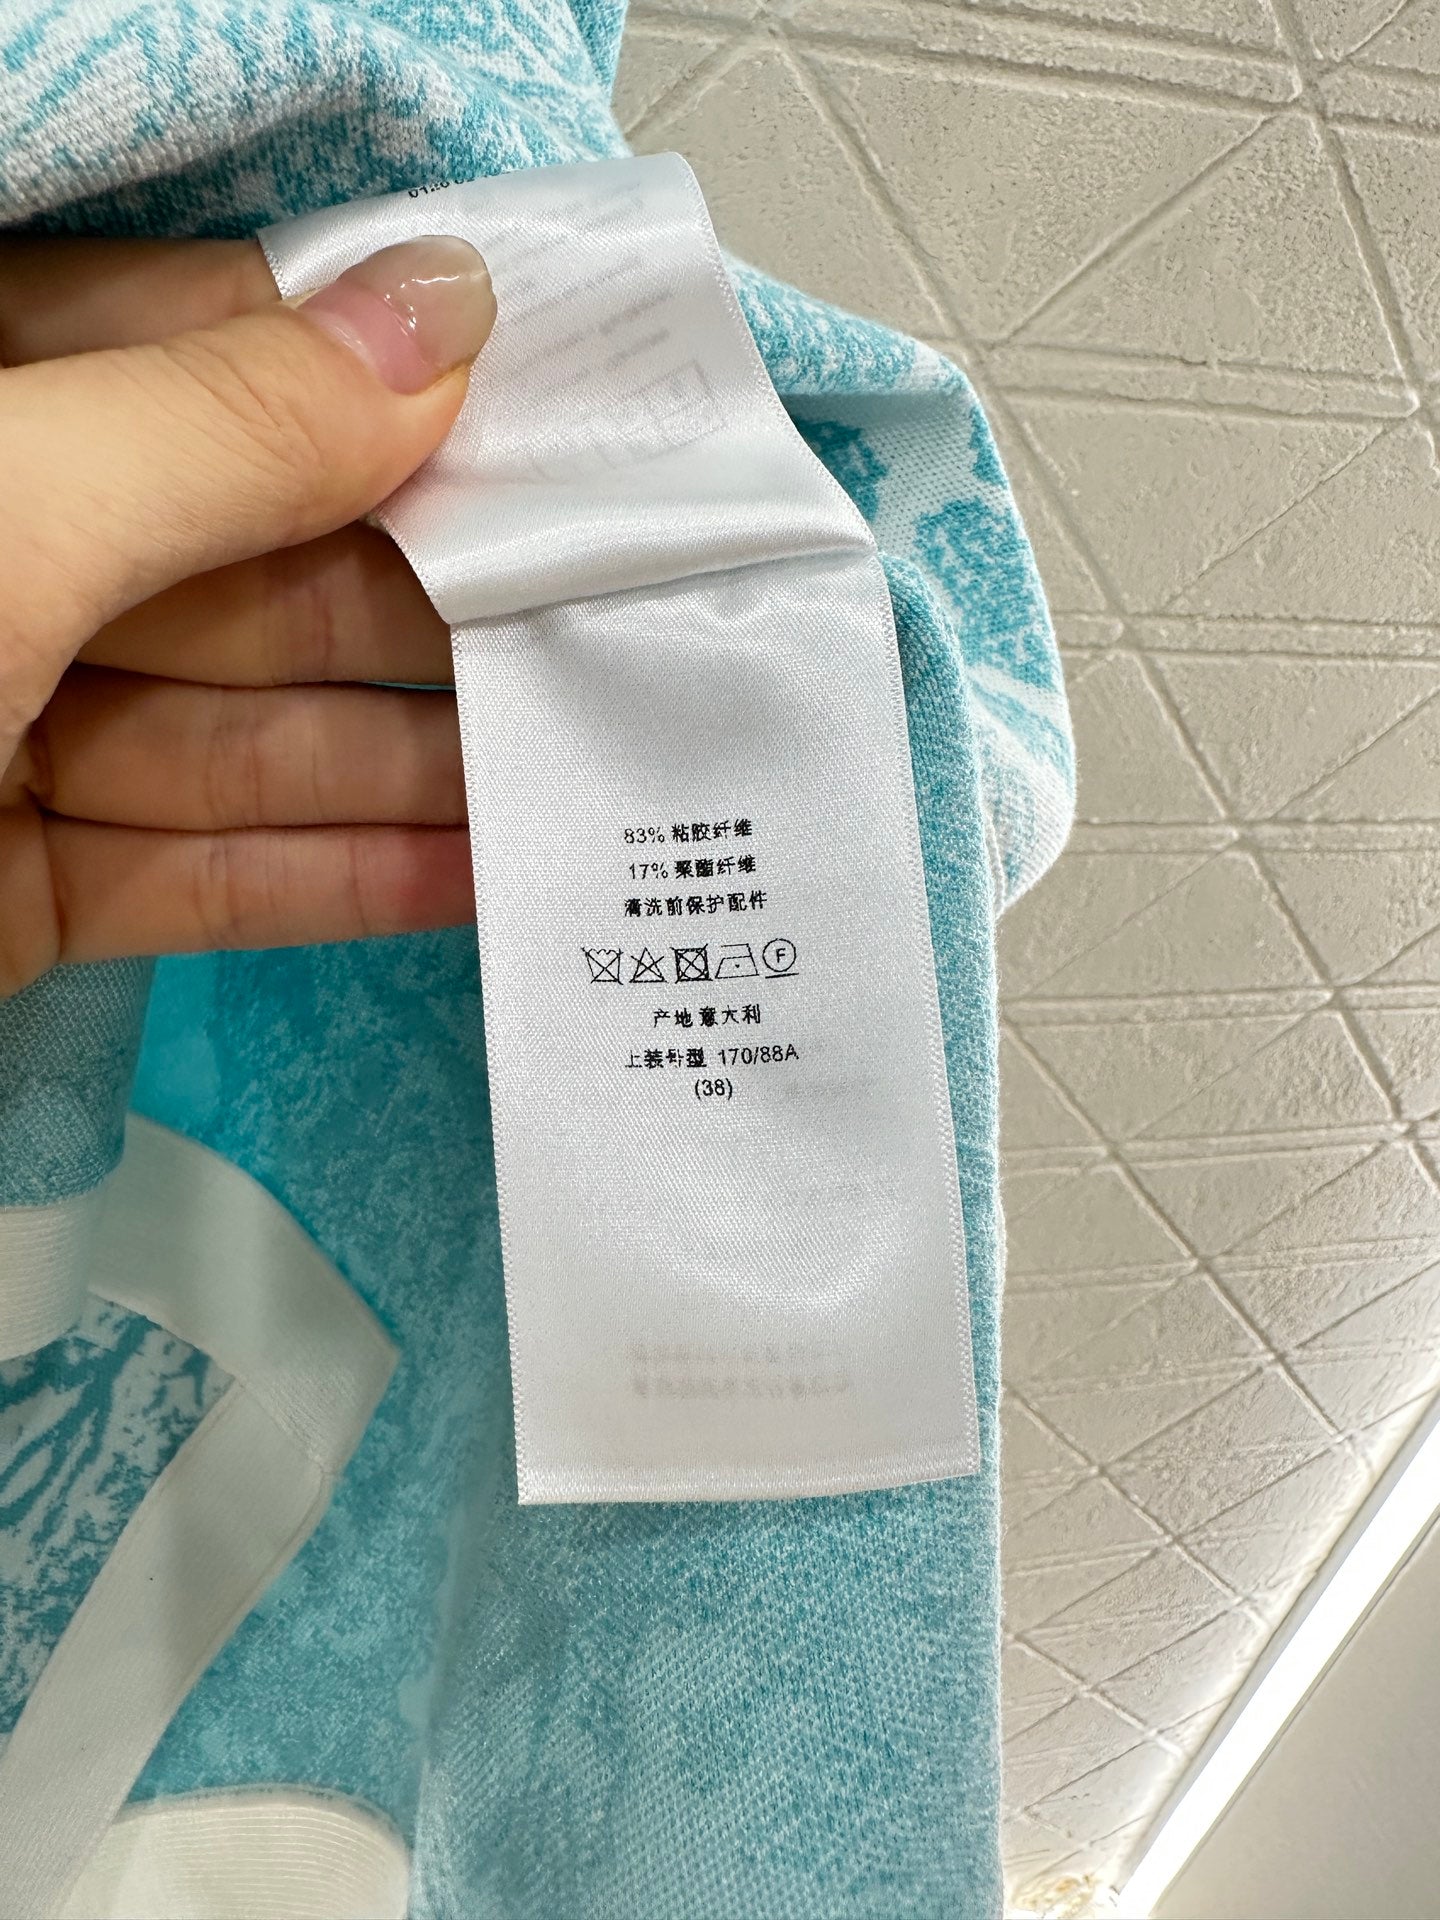 83% 粘胶纤维
17% 聚酯纤维
清洗前保护配件
F
产地 意大利
上装号型 170/88A
(38)